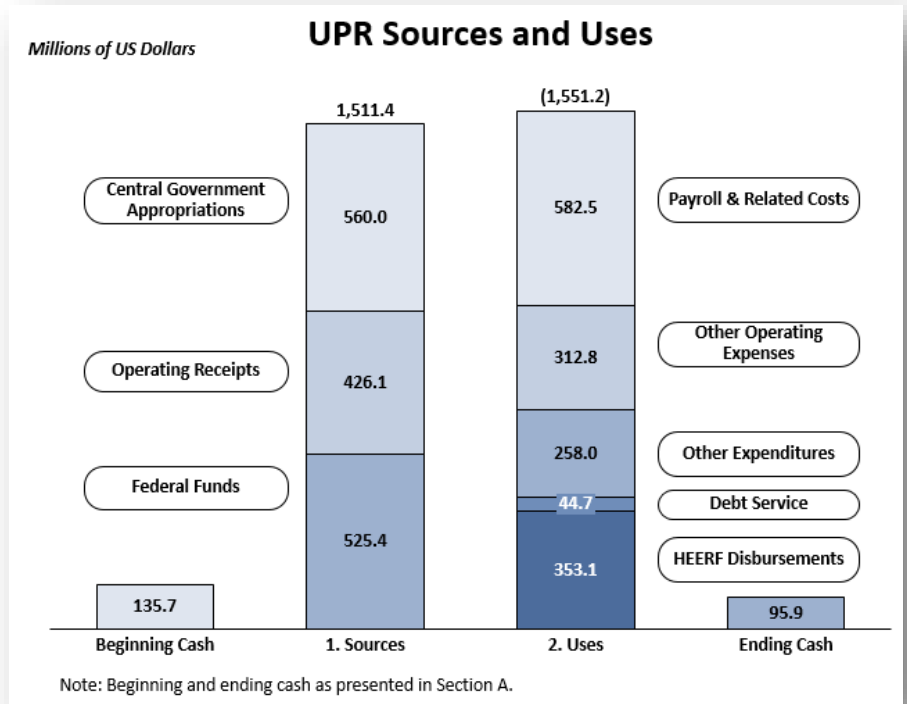 UPR Sources and Uses
Millions of US Dollars
1,511.4
(1,551.2)
Central Government
Appropriations
560.0
582.5
Payroll & Related Costs
Operating Receipts
426.1
312.8
Other Operating
Expenses
258.0
Other Expenditures
Federal Funds
525.4
44.7
Debt Service
353.1
HEERF Disbursements
135.7
95.9
Beginning Cash
1. Sources
2. Uses
Ending Cash
Note: Beginning and ending cash as presented in Section A.